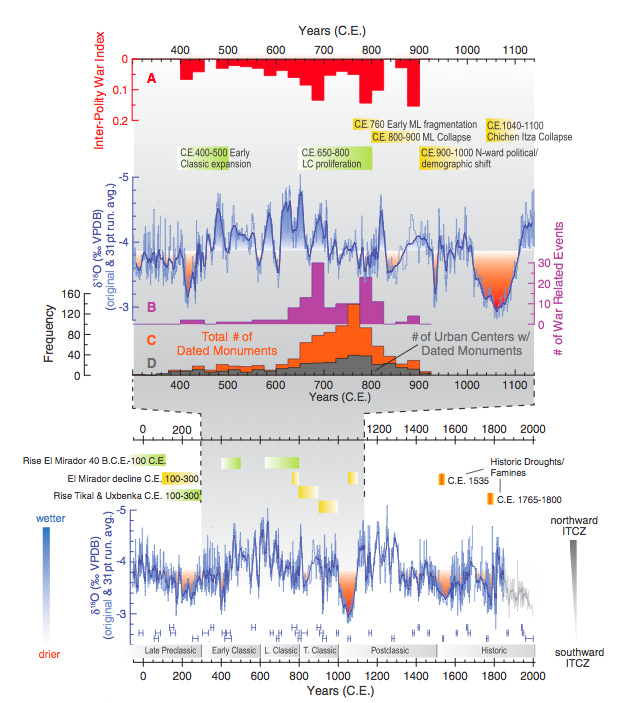 Years (C.E.)
400 500 600 700 800 900 1000 1100
Inter-Polity War Index
0
0.1
0.2
A
C.E.760 Early ML fragmentation
C.E.1040-1100
Chichen Itza Collapse
C.E. 800-900 ML Collapse
C.E.400-500 Early
Classic expansion
C.E.650-800
LC proliferation
C.E.900-1000 N-ward political/
demographic shift
δ¹⁸O (‰ VPDB)
(original & 31pt run. avg.)
-5
-4
-3
# of War Related Events
30
20
10
0
B
Frequency
160
120
80
40
0
C
Total # of
Dated Monuments
# of Urban Centers w/
Dated Monuments
D
400 500 600 700 800 900 1000 1100
Years (C.E.)
0 200 1200 1400 1600 1800 2000
Rise El Mirador 40 B.C.E.-100 C.E.
El Mirador decline C.E. 100-300
Rise Tikal & Uxbenka C.E. 100-300
Historic Droughts/
Famines
C.E. 1535
C.E. 1765-1800
wetter
drier
δ¹⁸O (‰ VPDB)
(original & 31pt run. avg.)
-5
-4
-3
northward
ITCZ
southward
ITCZ
Late Preclassic Early Classic L. Classic T. Classic Postclassic Historic
0 200 400 600 800 1000 1200 1400 1600 1800 2000
Years (C.E.)